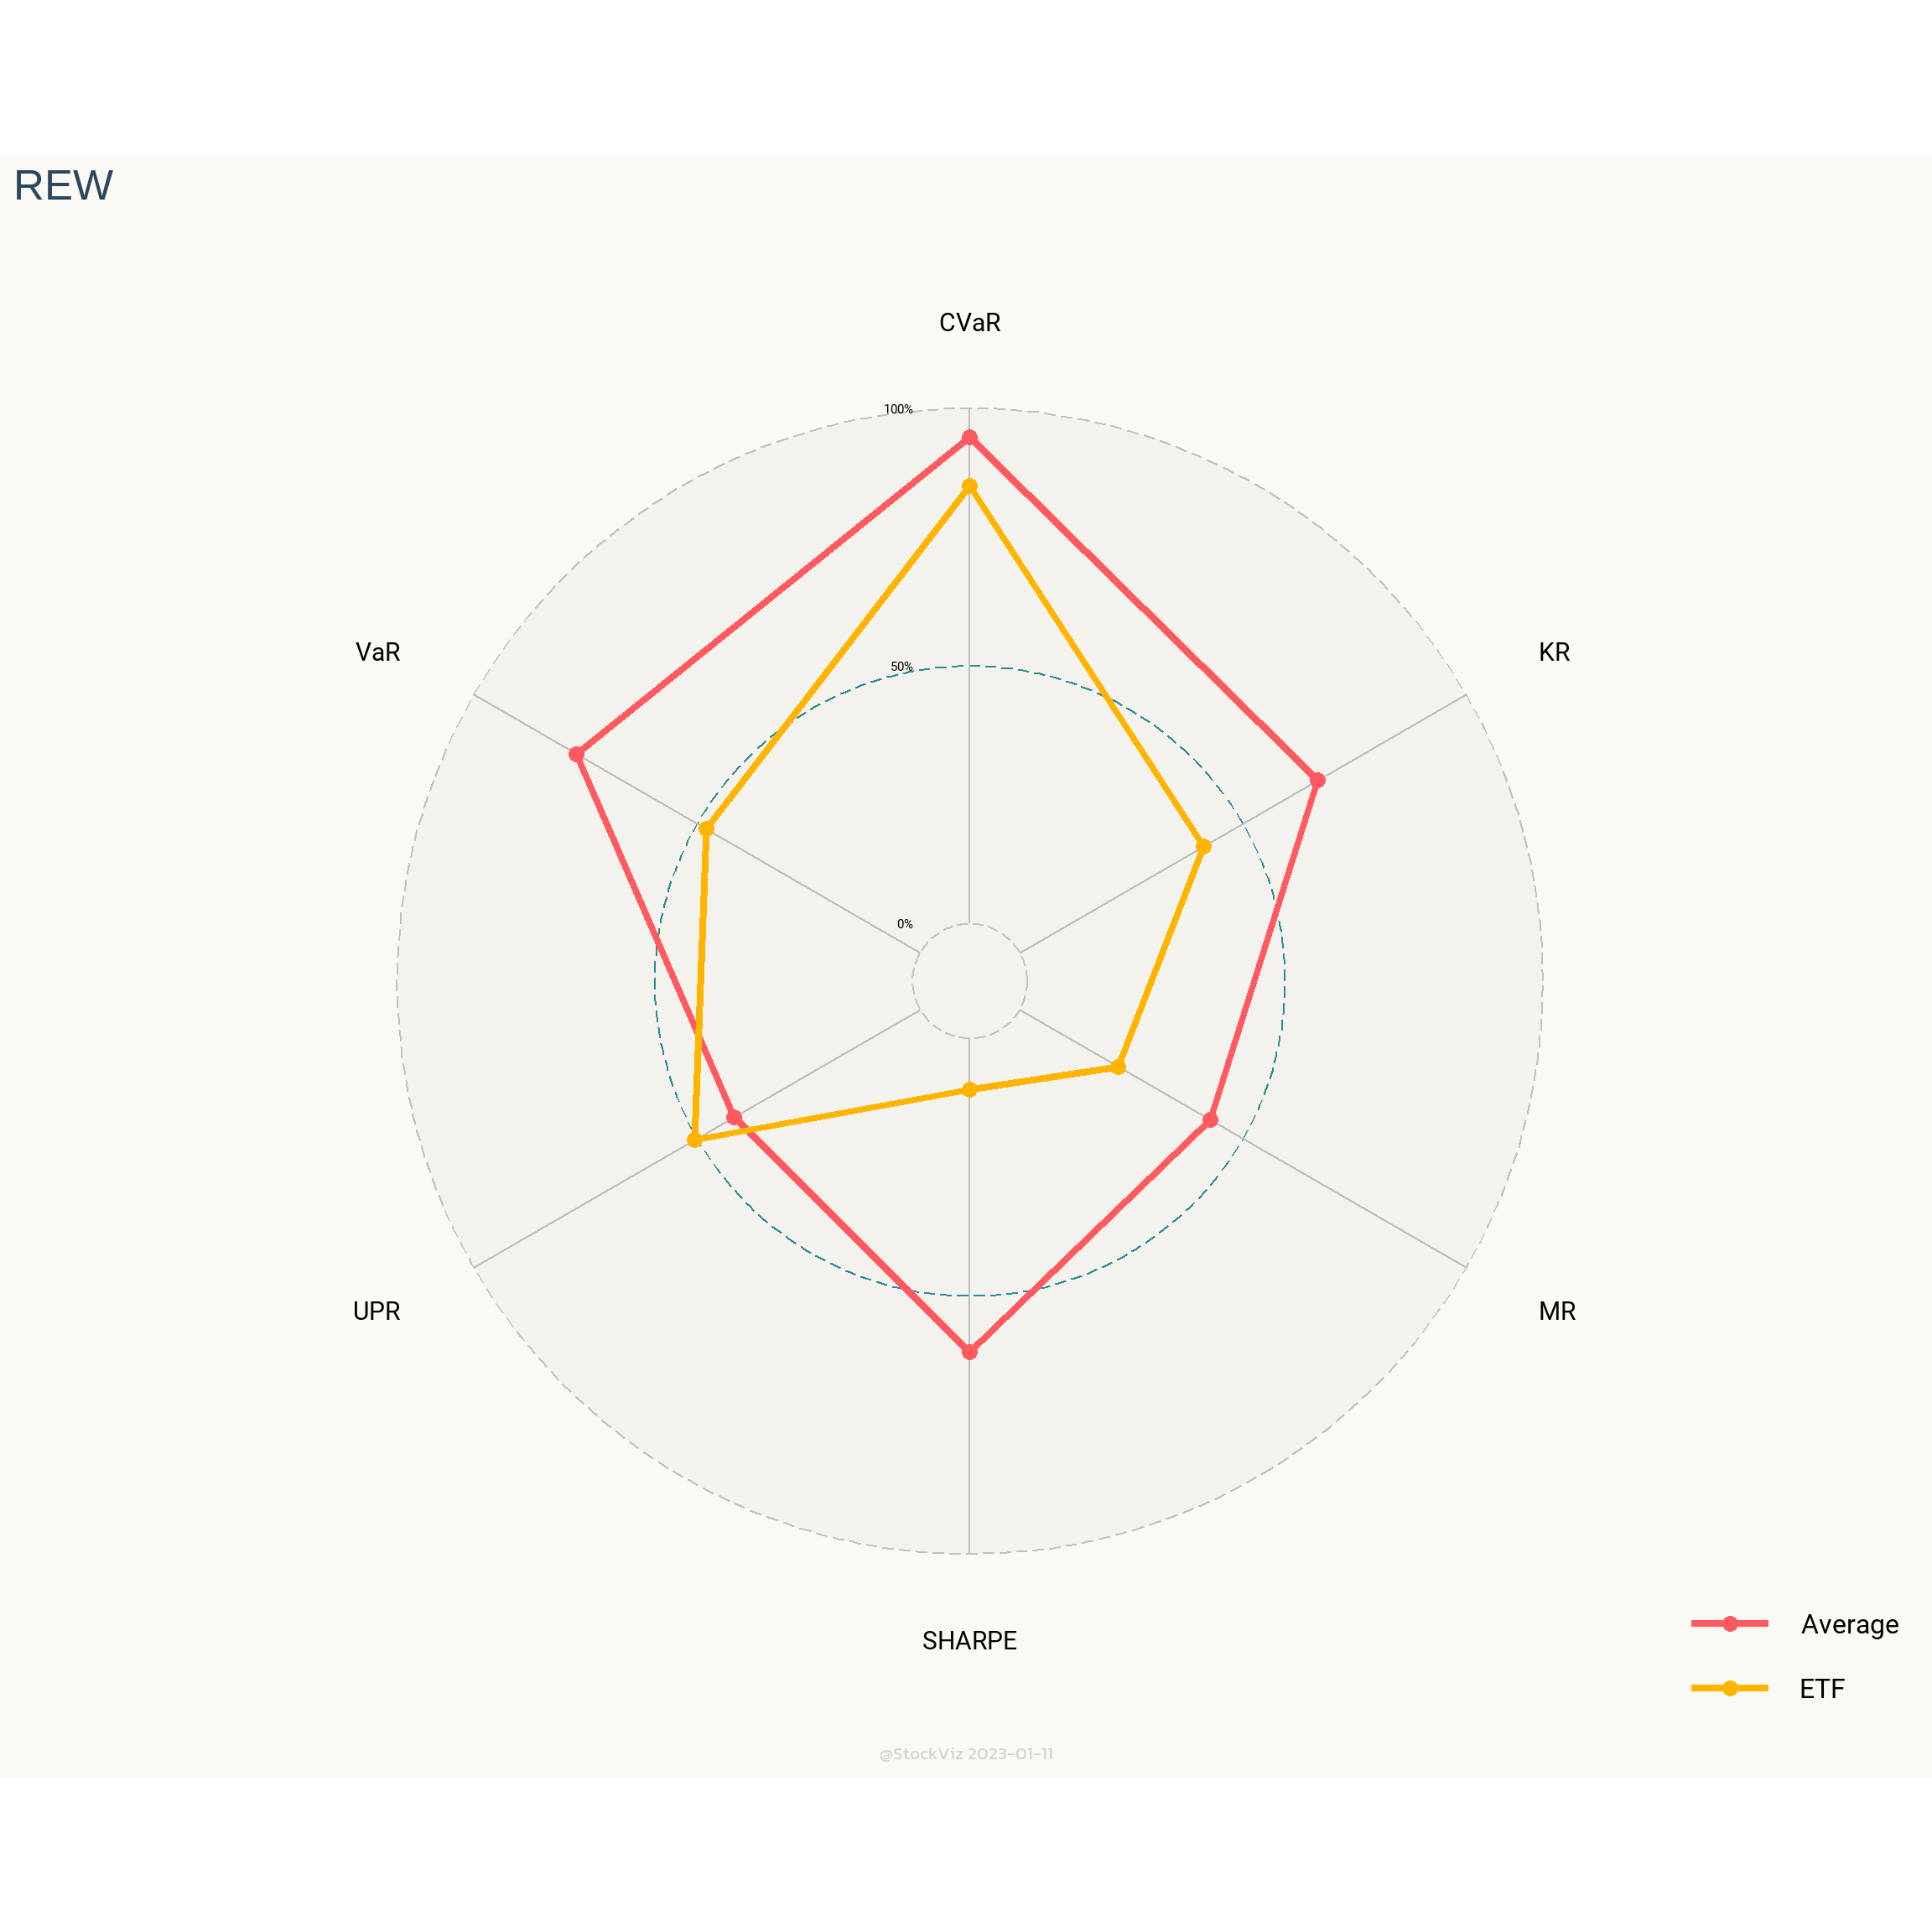 REW
CVaR
100%
KR
VaR
50%
0%
UPR
MR
SHARPE
Average
ETF
@StockViz 2023-01-11